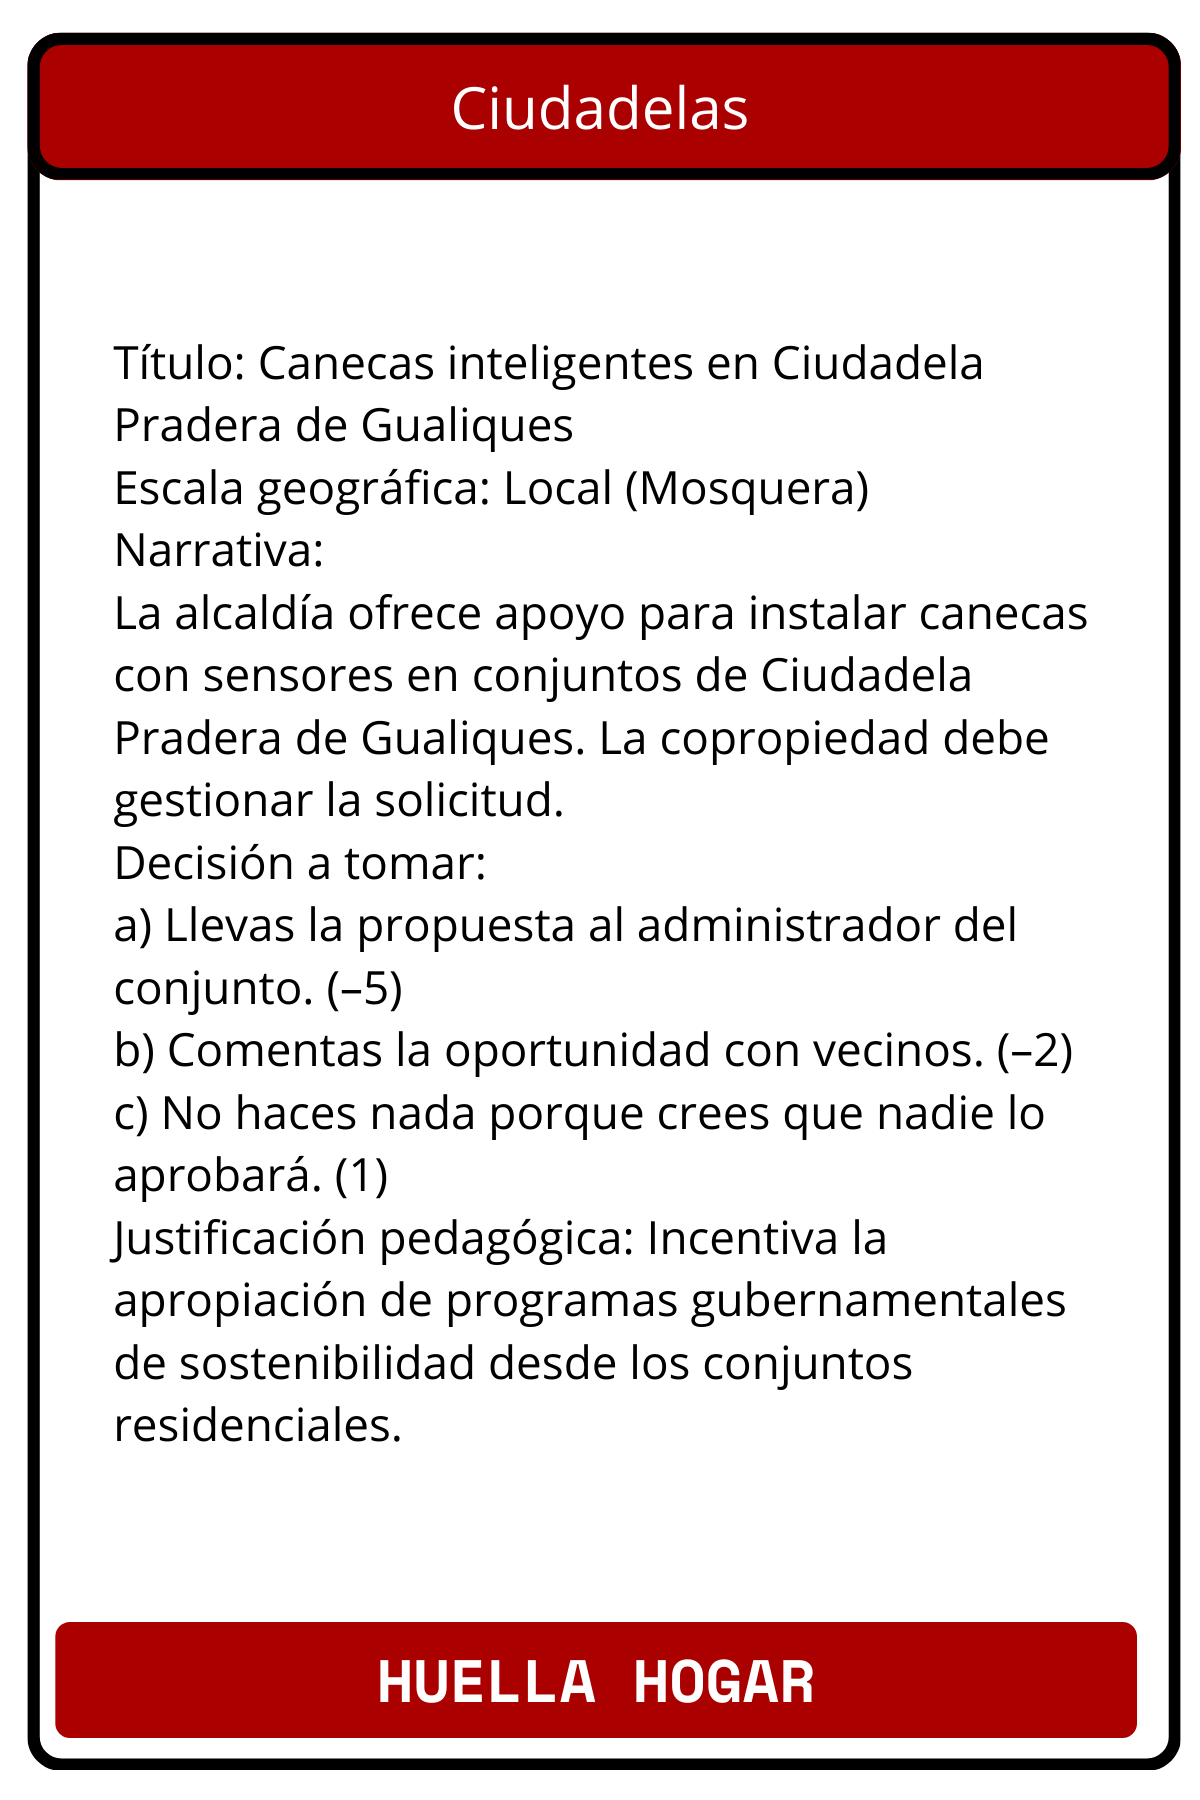 Ciudadelas
Título: Canecas inteligentes en Ciudadela
Pradera de Gualiques
Escala geográfica: Local (Mosquera)
Narrativa:
La alcaldía ofrece apoyo para instalar canecas
con sensores en conjuntos de Ciudadela
Pradera de Gualiques. La copropiedad debe
gestionar la solicitud.
Decisión a tomar:
a) Llevas la propuesta al administrador del
conjunto. (–5)
b) Comentas la oportunidad con vecinos. (–2)
c) No haces nada porque crees que nadie lo
aprobará. (1)
Justificación pedagógica: Incentiva la
apropiación de programas gubernamentales
de sostenibilidad desde los conjuntos
residenciales.
HUELLA HOGAR